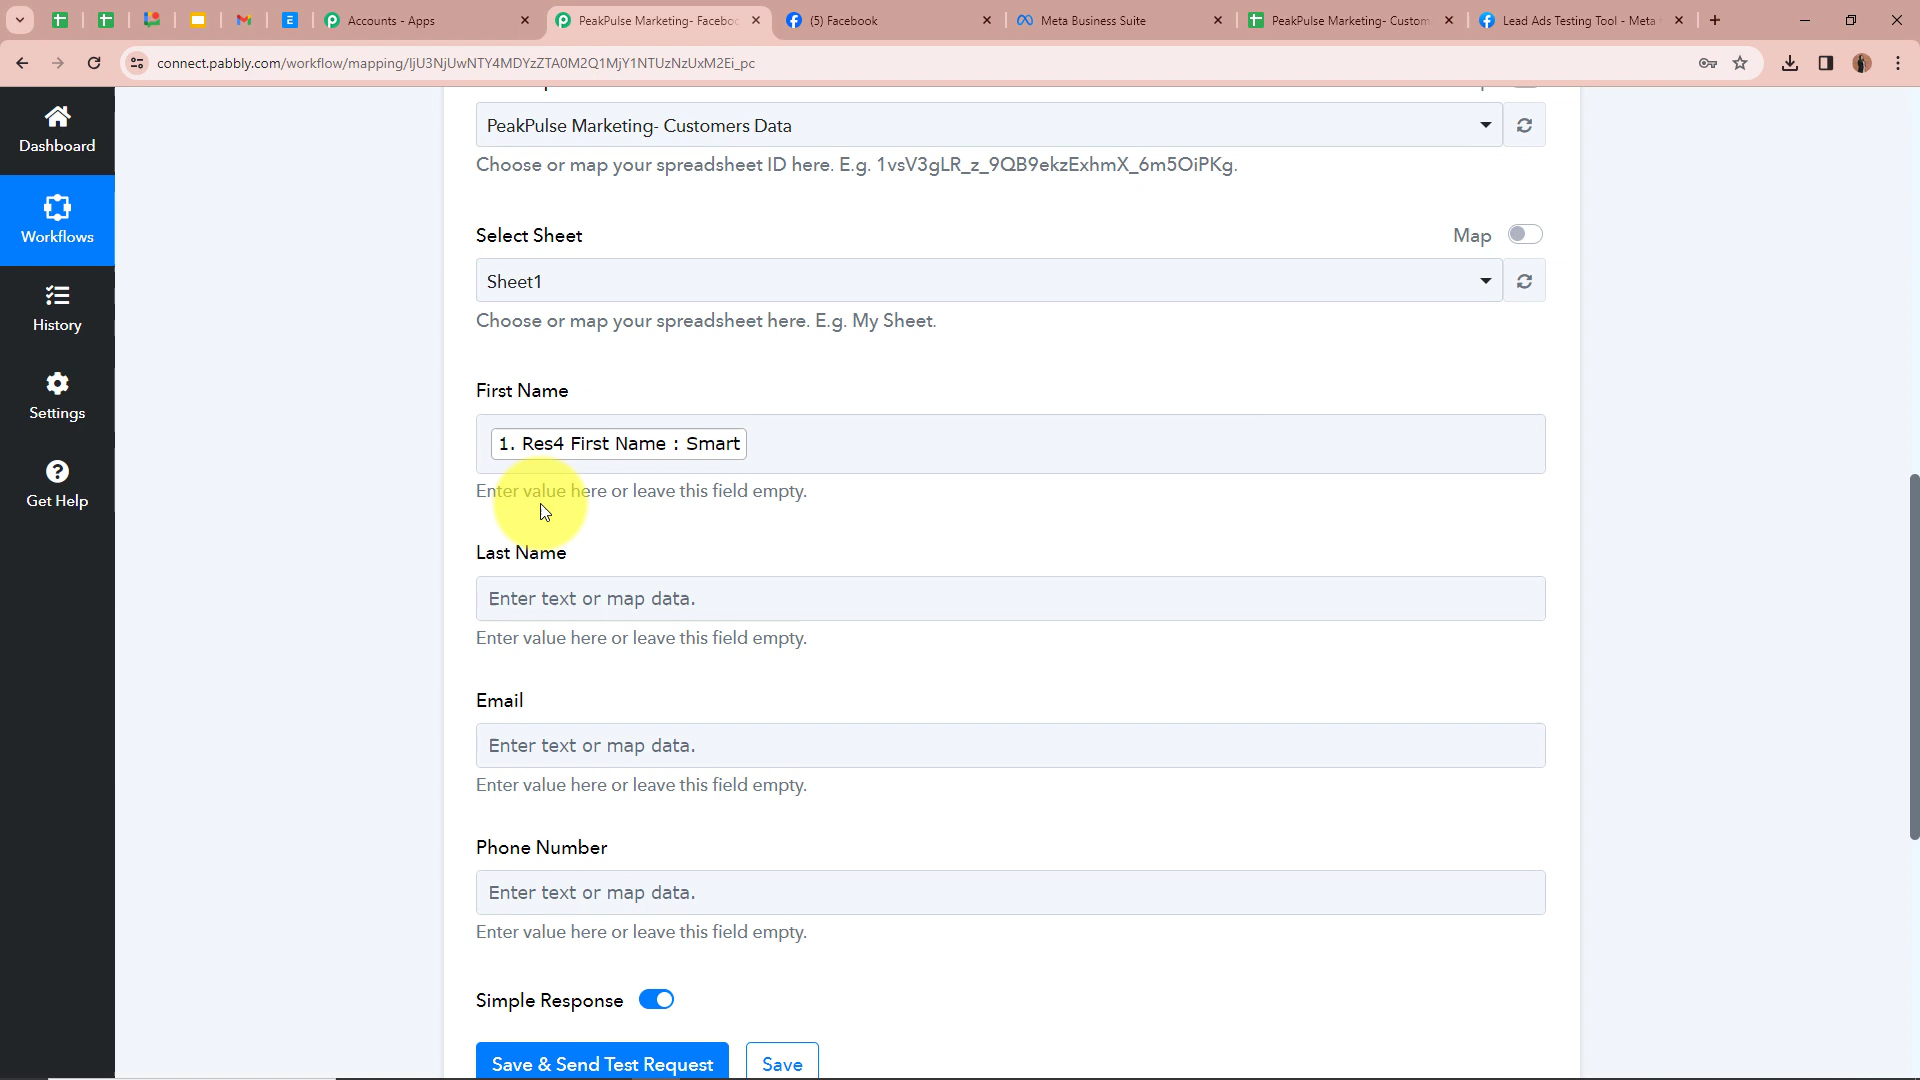 Accounts - Apps
PeakPulse Marketing- Faceboo
(5) Facebook
Meta Business Suite
PeakPulse Marketing- Custom
Lead Ads Testing Tool - Meta
connect.pabbly.com/workflow/mapping/IjU3NjUwNTY4MDYzZTA0M2Q1MjY1NTUzNzUxM2Ei_pc
Dashboard
Workflows
History
Settings
Get Help
PeakPulse Marketing- Customers Data
Choose or map your spreadsheet ID here. E.g. 1vsV3gLR_z_9QB9ekzExhmX_6m5OiPKg.
Select Sheet
Map
Sheet1
Choose or map your spreadsheet here. E.g. My Sheet.
First Name
1. Res4 First Name : Smart
Enter value here or leave this field empty.
Last Name
Enter text or map data.
Enter value here or leave this field empty.
Email
Enter text or map data.
Enter value here or leave this field empty.
Phone Number
Enter text or map data.
Enter value here or leave this field empty.
Simple Response
Save & Send Test Request
Save